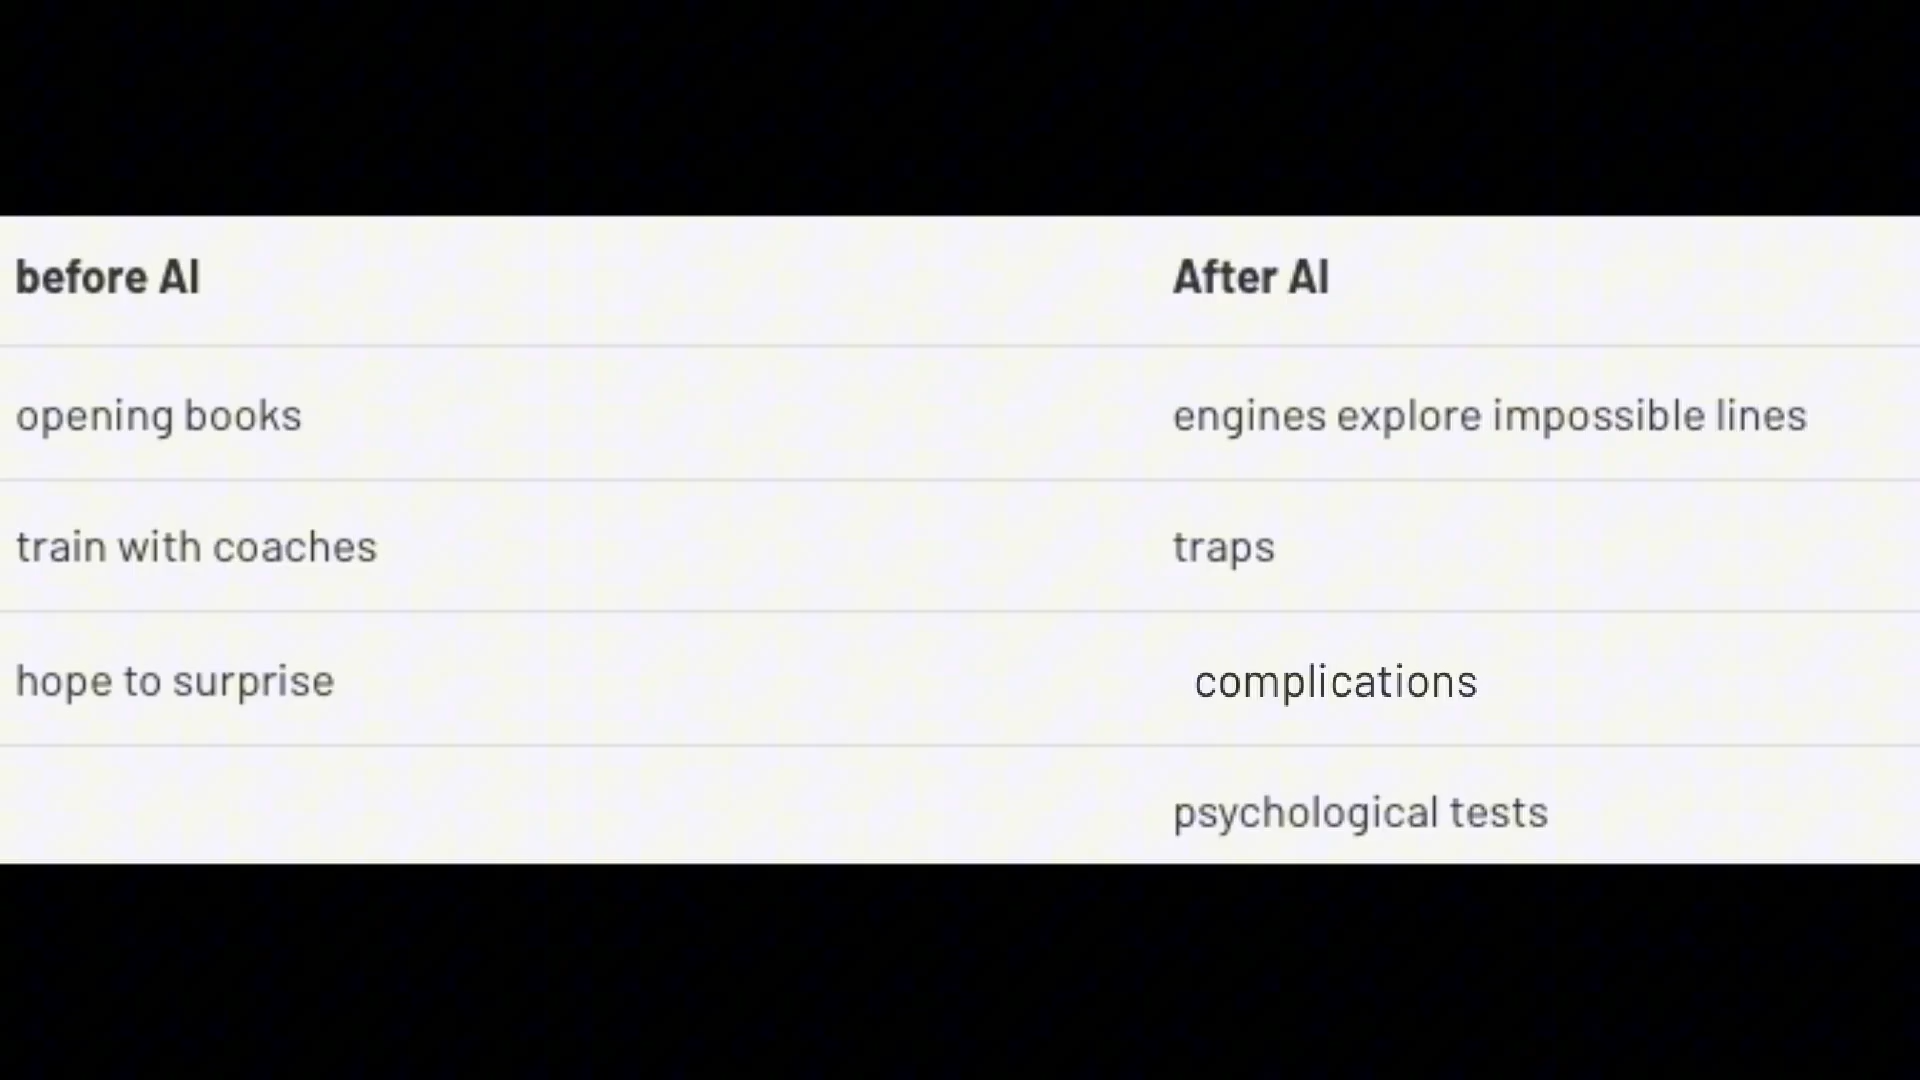 before AI After AI
opening books engines explore impossible lines
train with coaches traps
hope to surprise complications
psychological tests